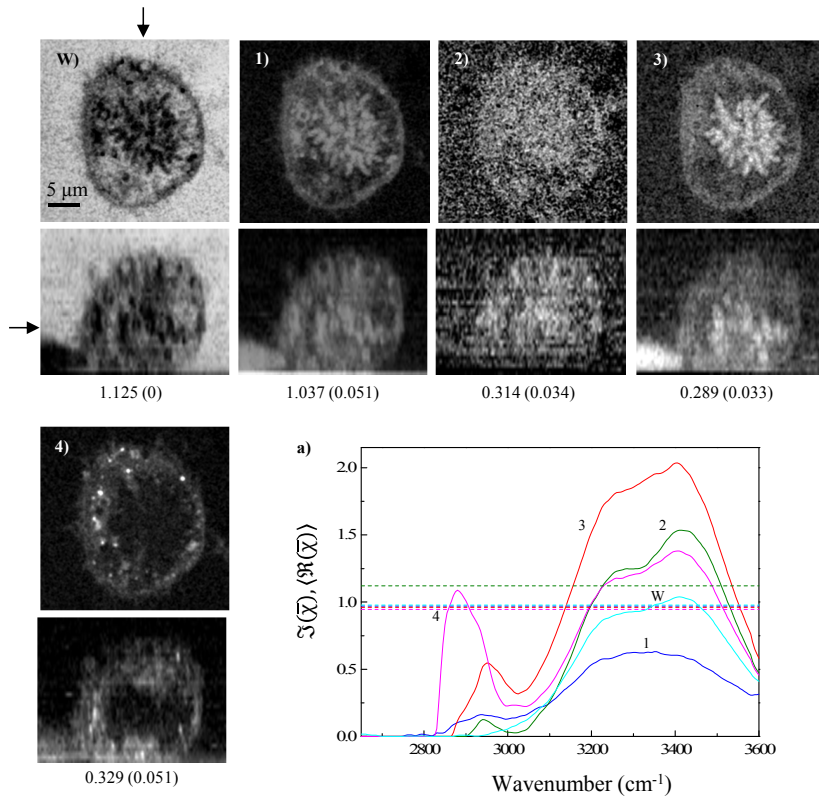 W)
1)
2)
3)
5 μm
1.125 (0)
1.037 (0.051)
0.314 (0.034)
0.289 (0.033)
4)
0.329 (0.051)
a)
ℑ(χ̅), ⟨ℜ(χ̅)⟩
2.0
1.5
1.0
0.5
0.0
3
2
W
4
1
2800 3000 3200 3400 3600
Wavenumber (cm⁻¹)